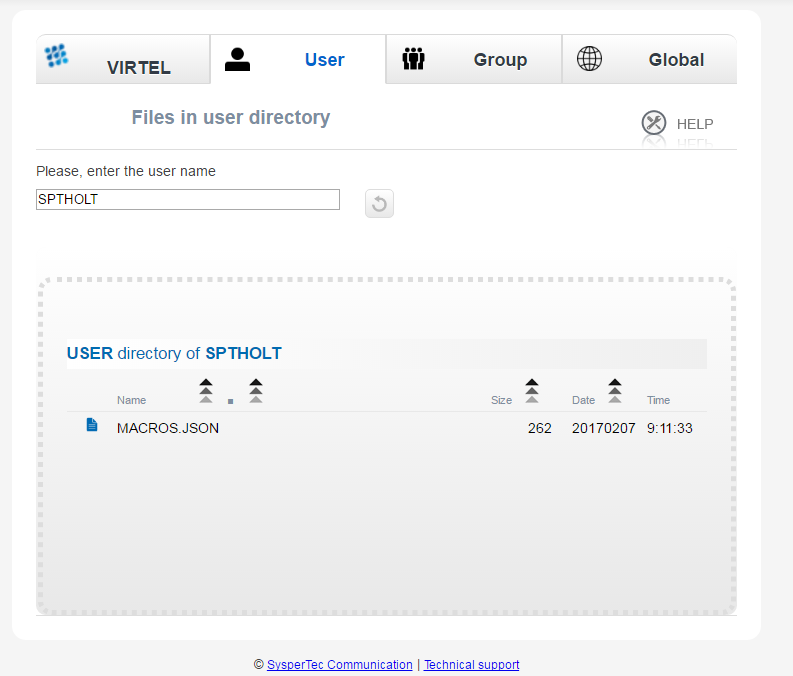 VIRTEL User Group Global
Files in user directory
HELP
Please, enter the user name
SPTHOLT
USER directory of SPTHOLT
Name . Size Date Time
MACROS.JSON 262 20170207 9:11:33
© SysperTec Communication | Technical support